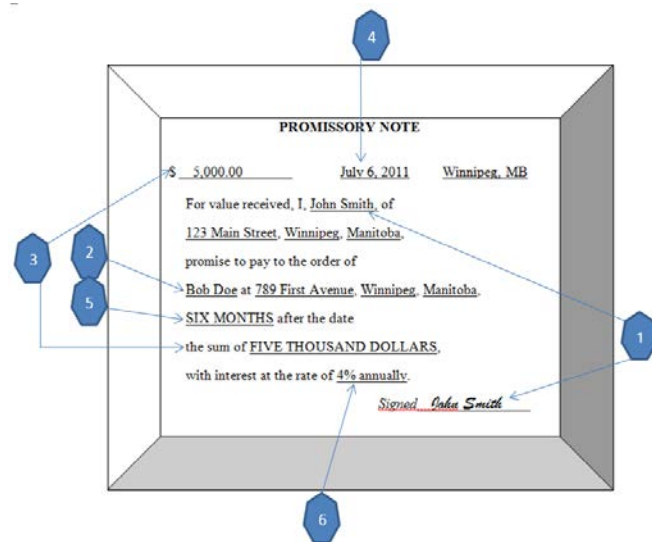 4
PROMISSORY NOTE
$ 5,000.00 July 6, 2011 Winnipeg, MB
For value received, I, John Smith, of
123 Main Street, Winnipeg, Manitoba,
promise to pay to the order of
Bob Doe at 789 First Avenue, Winnipeg, Manitoba,
SIX MONTHS after the date
the sum of FIVE THOUSAND DOLLARS,
with interest at the rate of 4% annually.
Signed John Smith
3
2
5
1
6